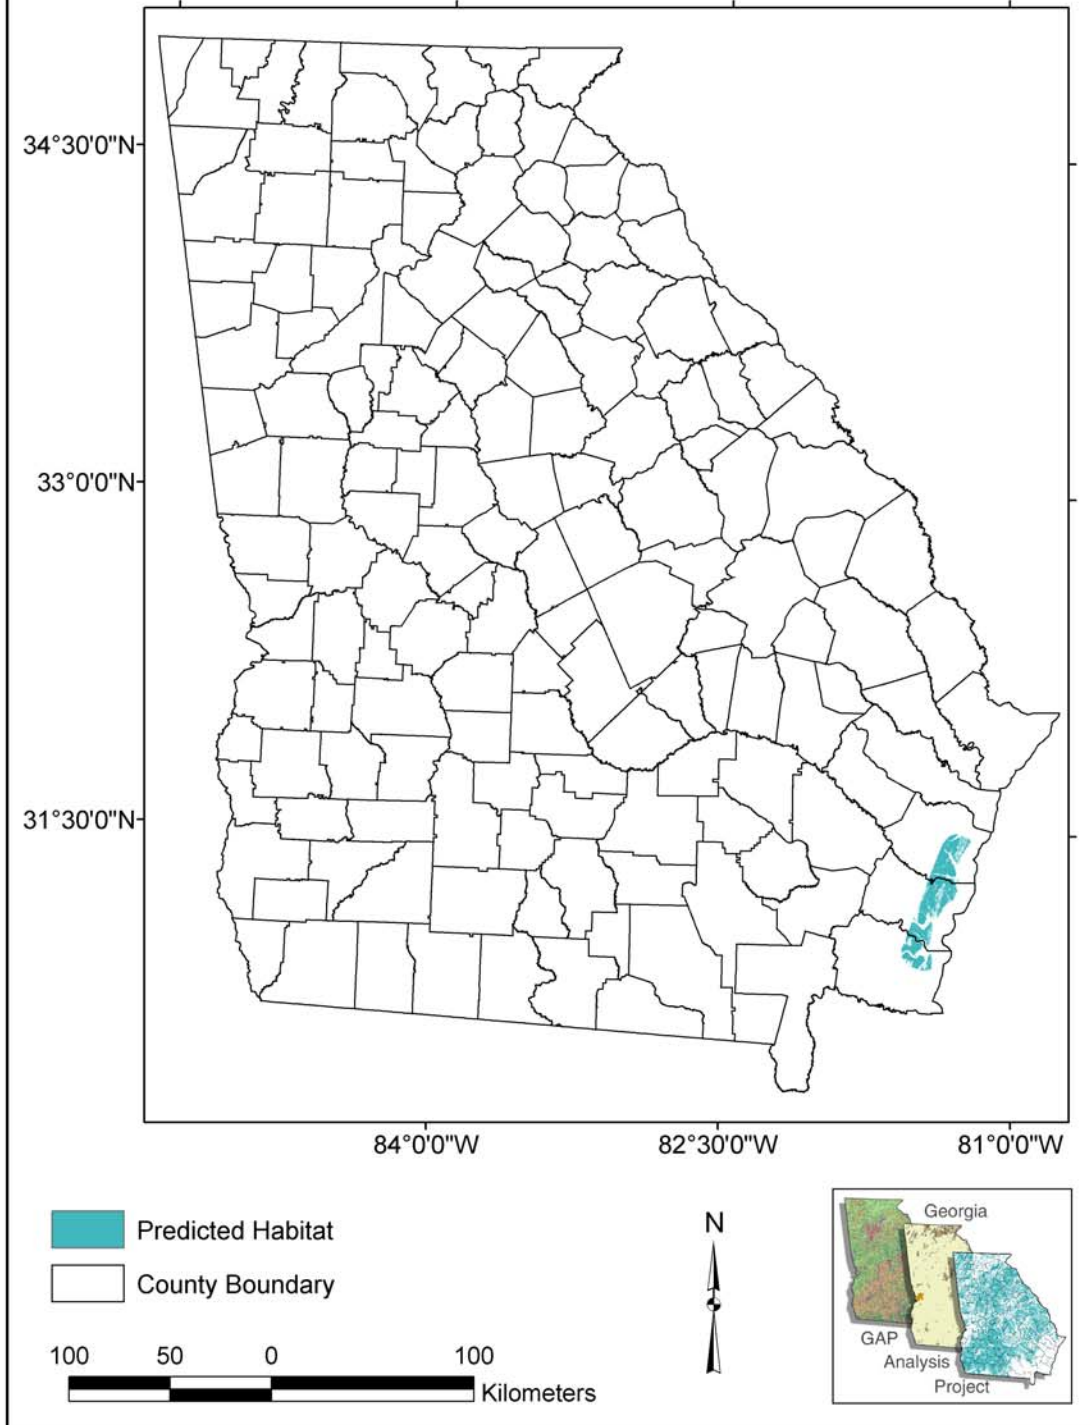 34°30'0"N
33°0'0"N
31°30'0"N
84°0'0"W 82°30'0"W 81°0'0"W
Predicted Habitat
County Boundary
100 50 0 100
Kilometers
N
Georgia
GAP
Analysis
Project